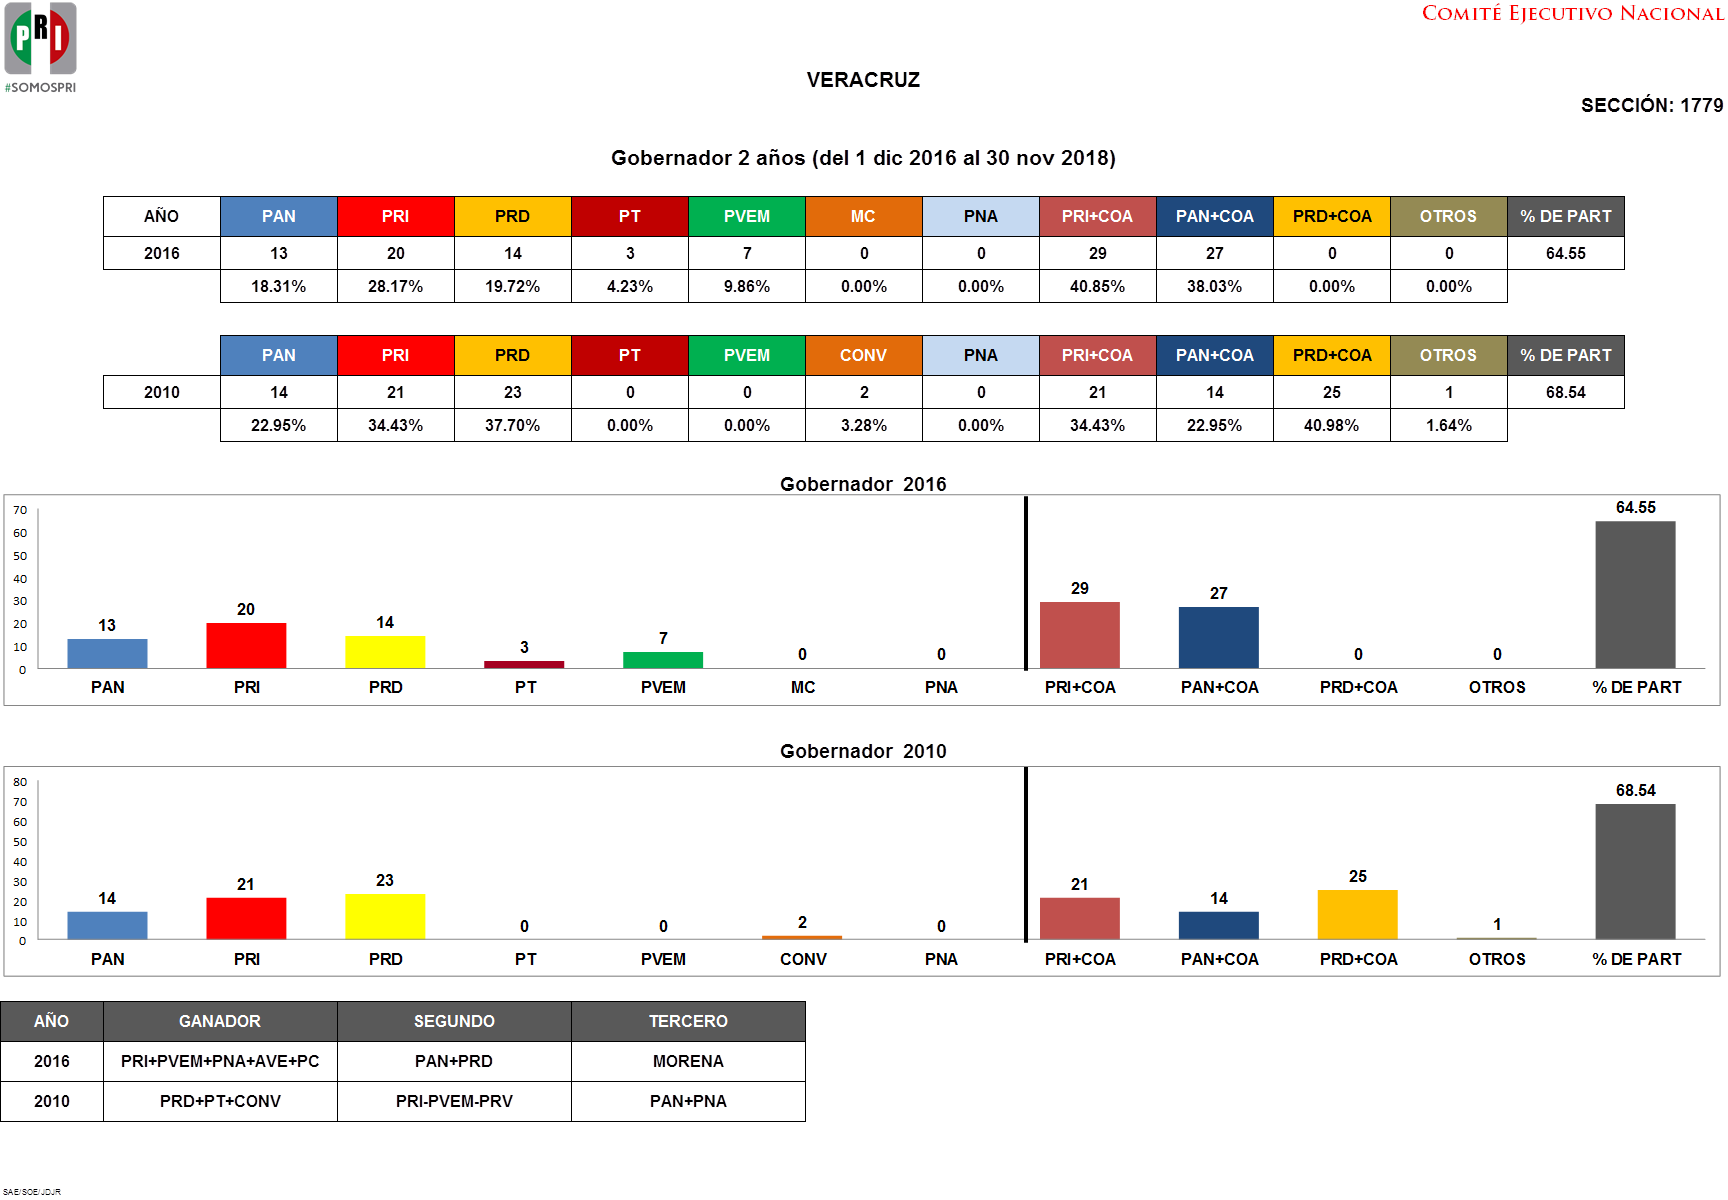 PRI
#SOMOSPRI
COMITÉ EJECUTIVO NACIONAL
VERACRUZ
SECCIÓN: 1779
Gobernador 2 años (del 1 dic 2016 al 30 nov 2018)
AÑO PAN PRI PRD PT PVEM MC PNA PRI+COA PAN+COA PRD+COA OTROS % DE PART
2016 13 20 14 3 7 0 0 29 27 0 0 64.55
18.31% 28.17% 19.72% 4.23% 9.86% 0.00% 0.00% 40.85% 38.03% 0.00% 0.00%
PAN PRI PRD PT PVEM CONV PNA PRI+COA PAN+COA PRD+COA OTROS % DE PART
2010 14 21 23 0 0 2 0 21 14 25 1 68.54
22.95% 34.43% 37.70% 0.00% 0.00% 3.28% 0.00% 34.43% 22.95% 40.98% 1.64%
Gobernador 2016
70
60
50
40
30
20
10
0
13 20 14 3 7 0 0 29 27 0 0 64.55
PAN PRI PRD PT PVEM MC PNA PRI+COA PAN+COA PRD+COA OTROS % DE PART
Gobernador 2010
80
70
60
50
40
30
20
10
0
14 21 23 0 0 2 0 21 14 25 1 68.54
PAN PRI PRD PT PVEM CONV PNA PRI+COA PAN+COA PRD+COA OTROS % DE PART
AÑO GANADOR SEGUNDO TERCERO
2016 PRI+PVEM+PNA+AVE+PC PAN+PRD MORENA
2010 PRD+PT+CONV PRI-PVEM-PRV PAN+PNA
SAE/SOE/JDJR